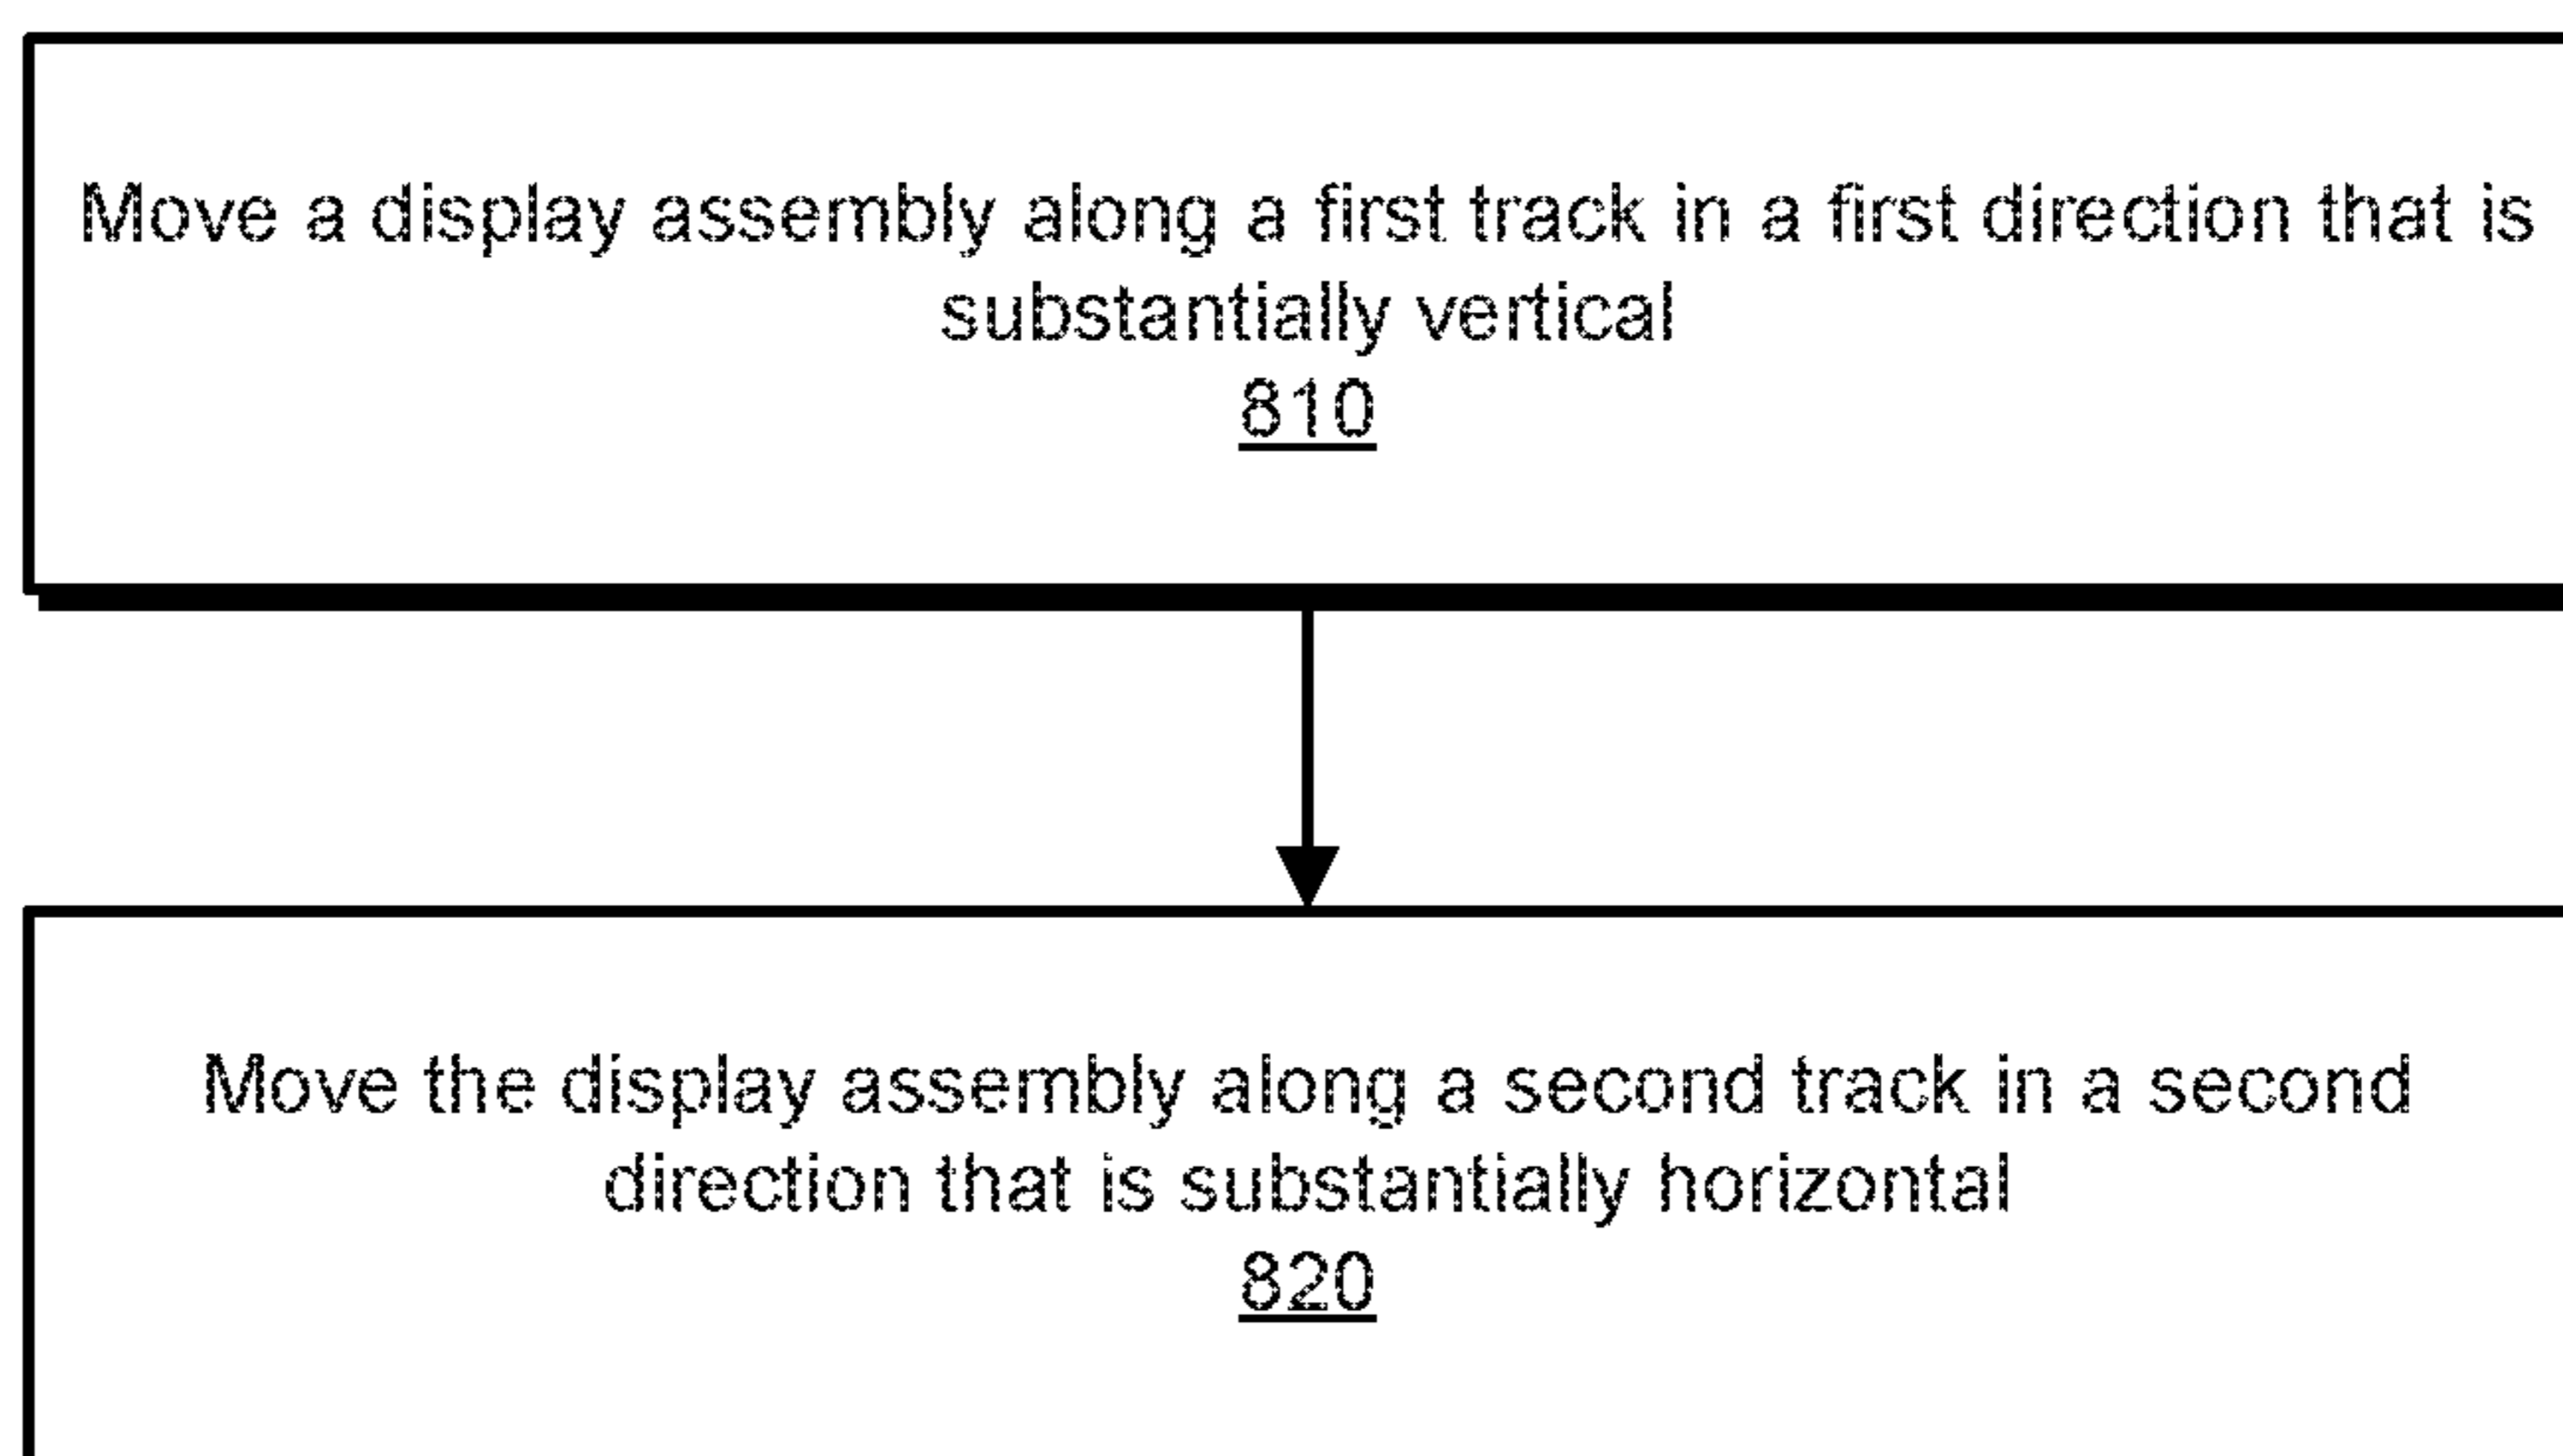 Move a display assembly along a first track in a first direction that is
substantially vertical
810
Move the display assembly along a second track in a second
direction that is substantially horizontal
820